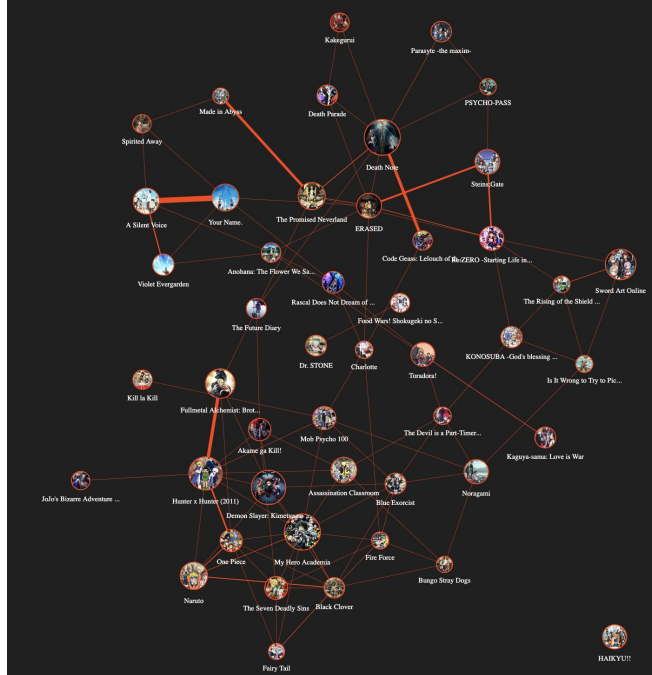 Kakegurui
Parasyte -the maxim-
PSYCHO-PASS
Made in Abyss
Death Parade
Spirited Away
Death Note
Steins;Gate
A Silent Voice
Your Name.
The Promised Neverland
ERASED
Code Geass: Lelouch of
Re:ZERO -Starting Life in...
Anohana: The Flower We Sa...
Violet Evergarden
Sword Art Online
The Rising of the Shield ...
Rascal Does Not Dream of ...
Food Wars! Shokugeki no S...
The Future Diary
Dr. STONE
Charlotte
Toradora!
KONOSUBA -God's blessing ...
Is It Wrong to Try to Pic...
Kill la Kill
Fullmetal Alchemist: Brot...
Akame ga Kill!
Mob Psycho 100
The Devil is a Part-Timer...
Kaguya-sama: Love is War
JoJo's Bizarre Adventure ...
Hunter x Hunter (2011)
Demon Slayer: Kimetsu no
Assassination Classroom
Blue Exorcist
Noragami
One Piece
My Hero Academia
Fire Force
Bungo Stray Dogs
Naruto
The Seven Deadly Sins
Black Clover
Fairy Tail
HAIKYU!!